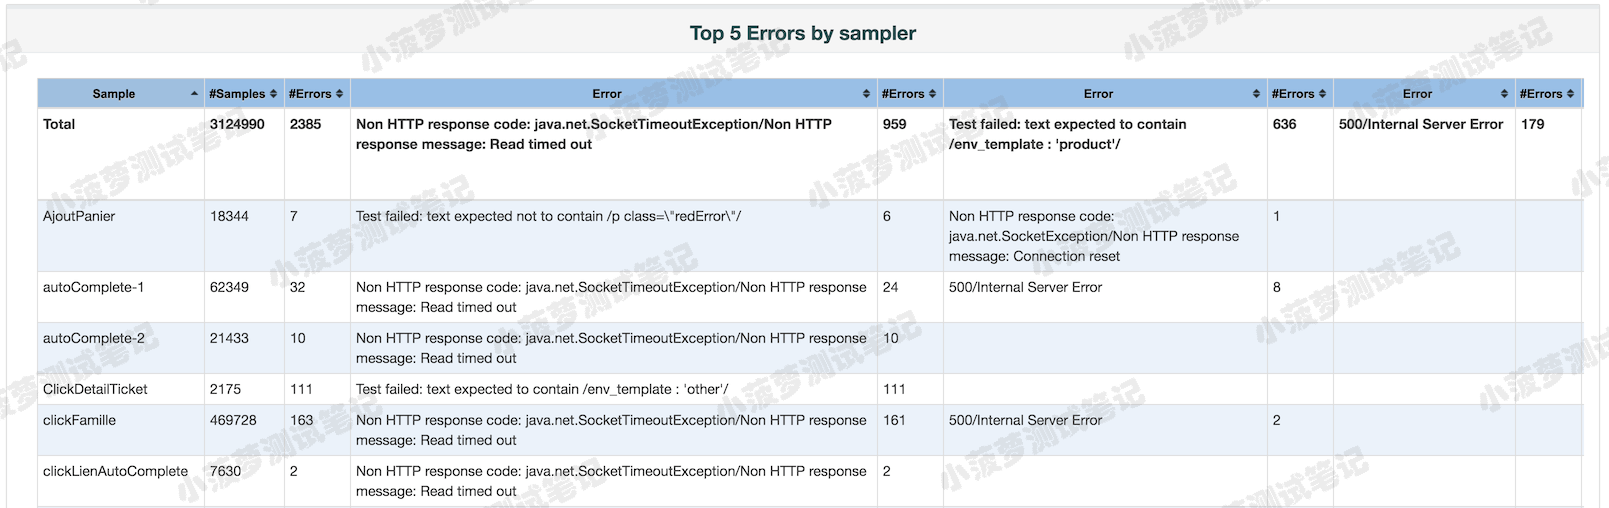 Top 5 Errors by sampler
Sample #Samples #Errors Error #Errors Error #Errors Error #Errors
Total 3124990 2385 Non HTTP response code: java.net.SocketTimeoutException/Non HTTP 959 Test failed: text expected to contain 636 500/Internal Server Error 179
response message: Read timed out /env_template : 'product'/
AjoutPanier 18344 7 Test failed: text expected not to contain /p class=\"redError\"/ 6 Non HTTP response code: 1
java.net.SocketException/Non HTTP response
message: Connection reset
autoComplete-1 62349 32 Non HTTP response code: java.net.SocketTimeoutException/Non HTTP response 24 500/Internal Server Error 8
message: Read timed out
autoComplete-2 21433 10 Non HTTP response code: java.net.SocketTimeoutException/Non HTTP response 10
message: Read timed out
ClickDetailTicket 2175 111 Test failed: text expected to contain /env_template : 'other'/ 111
clickFamille 469728 163 Non HTTP response code: java.net.SocketTimeoutException/Non HTTP response 161 500/Internal Server Error 2
message: Read timed out
clickLienAutoComplete 7630 2 Non HTTP response code: java.net.SocketTimeoutException/Non HTTP response 2
message: Read timed out
小菠萝测试笔记